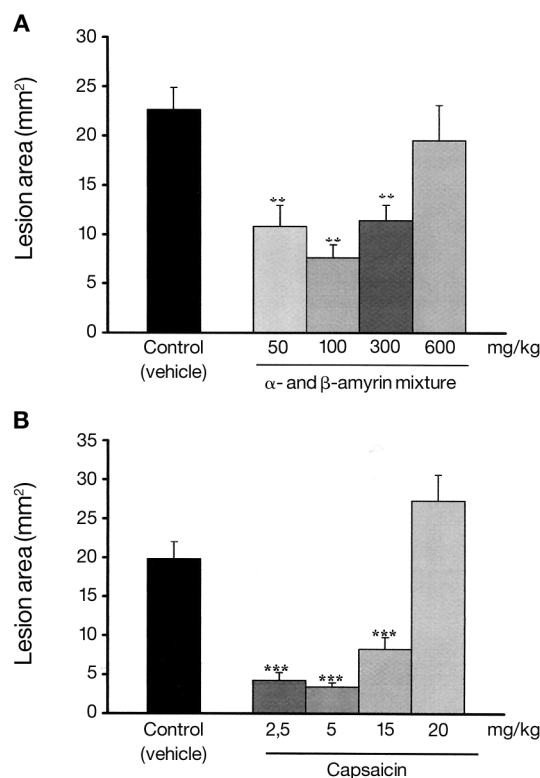 A
Lesion area (mm²)
30
25
20
15
10
5
0
**
**
**
Control
(vehicle)
50 100 300 600 mg/kg
α- and β-amyrin mixture
B
Lesion area (mm²)
35
30
25
20
15
10
5
0
***
***
***
Control
(vehicle)
2,5 5 15 20 mg/kg
Capsaicin